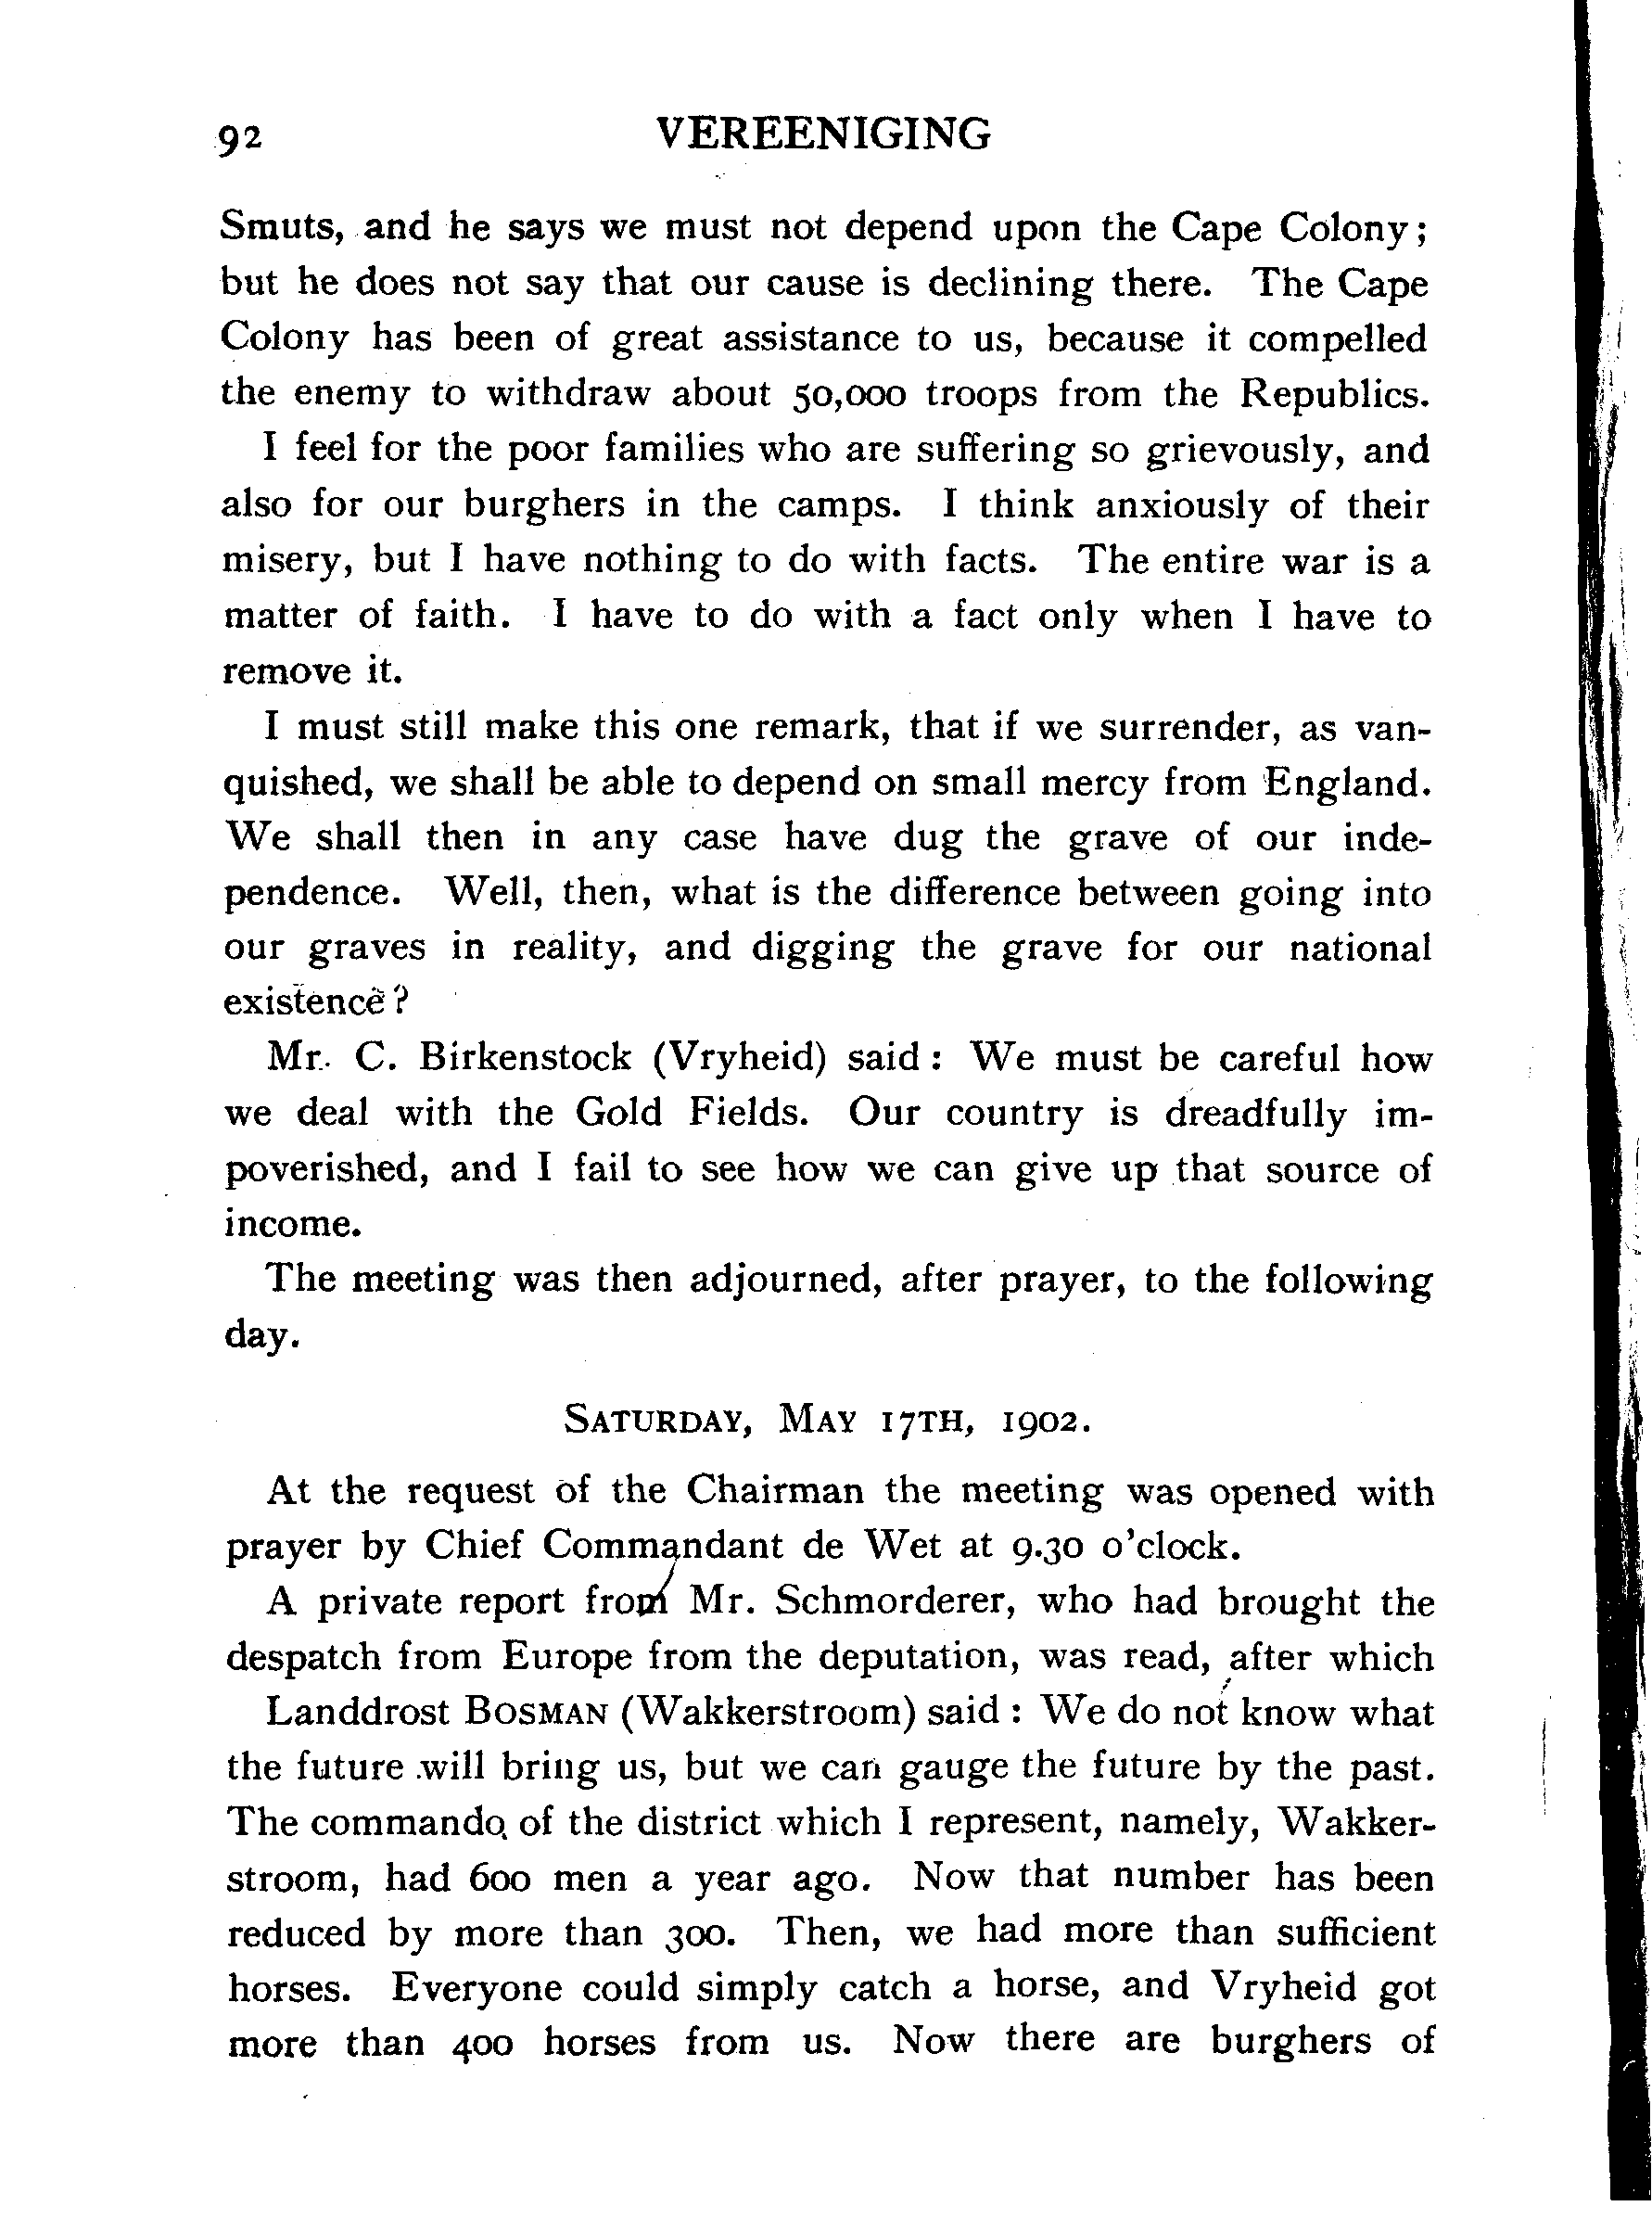 92 VEREENIGING
Smuts, and he says we must not depend upon the Cape Colony;
but he does not say that our cause is declining there. The Cape
Colony has been of great assistance to us, because it compelled
the enemy to withdraw about 50,000 troops from the Republics.
I feel for the poor families who are suffering so grievously, and
also for our burghers in the camps. I think anxiously of their
misery, but I have nothing to do with facts. The entire war is a
matter of faith. I have to do with a fact only when I have to
remove it.
I must still make this one remark, that if we surrender, as van-
quished, we shall be able to depend on small mercy from England.
We shall then in any case have dug the grave of our inde-
pendence. Well, then, what is the difference between going into
our graves in reality, and digging the grave for our national
existence?
Mr. C. Birkenstock (Vryheid) said: We must be careful how
we deal with the Gold Fields. Our country is dreadfully im-
poverished, and I fail to see how we can give up that source of
income.
The meeting was then adjourned, after prayer, to the following
day.
SATURDAY, MAY 17TH, 1902.
At the request of the Chairman the meeting was opened with
prayer by Chief Commandant de Wet at 9.30 o'clock.
A private report from Mr. Schmorderer, who had brought the
despatch from Europe from the deputation, was read, after which
Landdrost BOSMAN (Wakkerstroom) said: We do not know what
the future will bring us, but we can gauge the future by the past.
The commando of the district which I represent, namely, Wakker-
stroom, had 600 men a year ago. Now that number has been
reduced by more than 300. Then, we had more than sufficient
horses. Everyone could simply catch a horse, and Vryheid got
more than 400 horses from us. Now there are burghers of